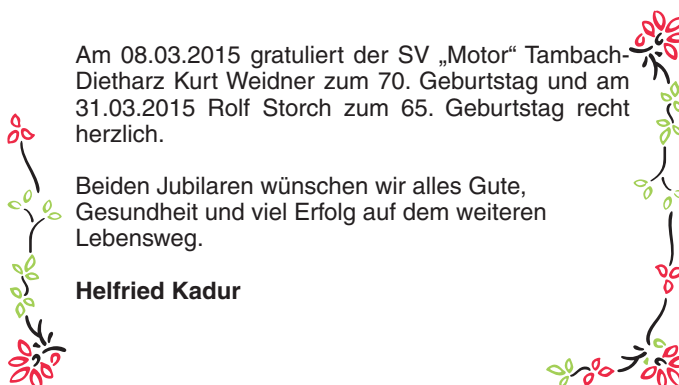 Am 08.03.2015 gratuliert der SV „Motor“ Tambach-
Dietharz Kurt Weidner zum 70. Geburtstag und am
31.03.2015 Rolf Storch zum 65. Geburtstag recht
herzlich.
Beiden Jubilaren wünschen wir alles Gute,
Gesundheit und viel Erfolg auf dem weiteren
Lebensweg.
Helfried Kadur